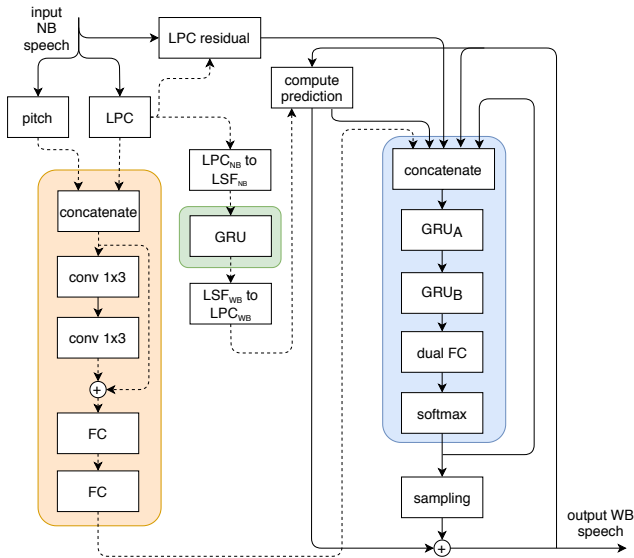 input
NB
speech
LPC residual
compute
prediction
pitch
LPC
LPC_NB to
LSF_NB
concatenate
concatenate
GRU
GRU_A
conv 1x3
GRU_B
LSF_WB to
LPC_WB
conv 1x3
dual FC
+
softmax
FC
FC
sampling
output WB
speech
+